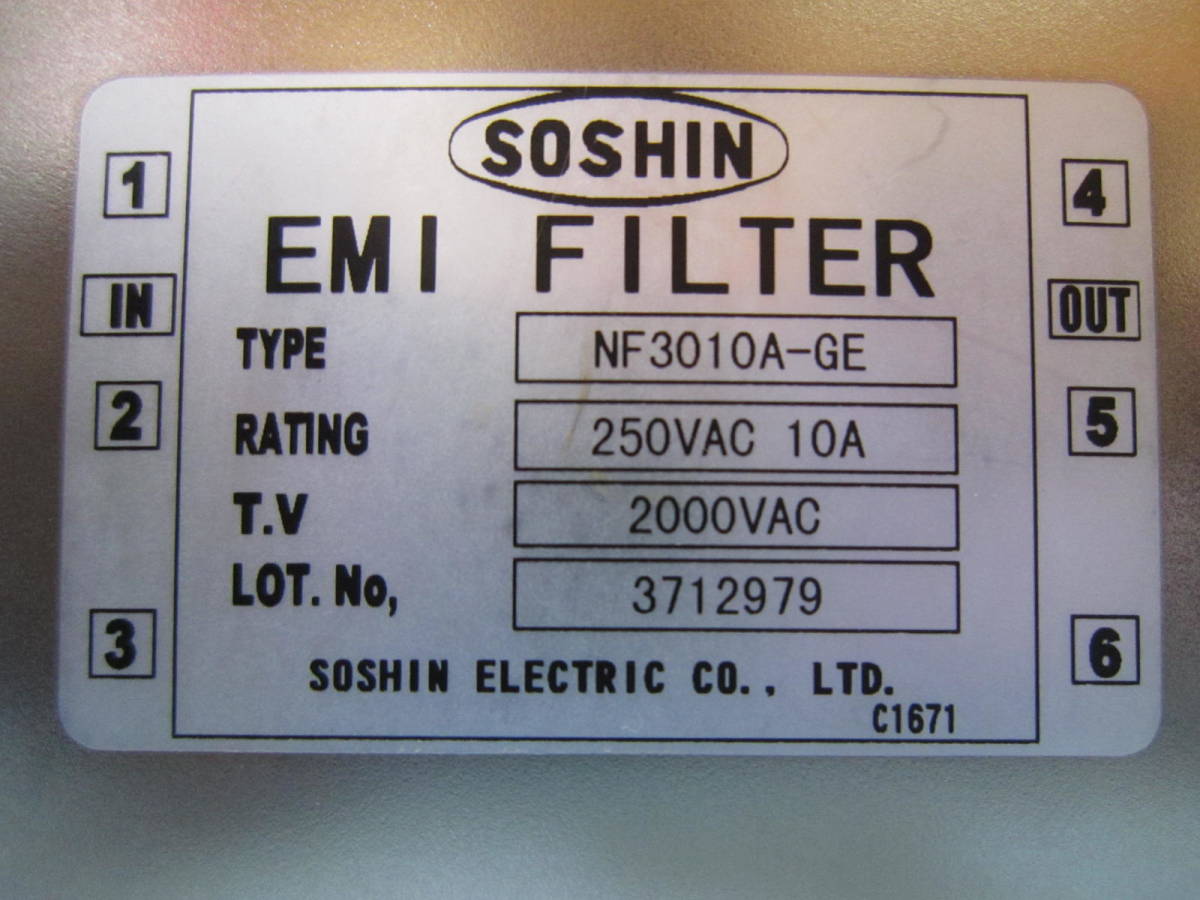 SOSHIN
EMI FILTER
1
IN
2
3
TYPE NF3010A-GE
RATING 250VAC 10A
T.V 2000VAC
LOT. No, 3712979
4
OUT
5
6
SOSHIN ELECTRIC CO., LTD.
C1671